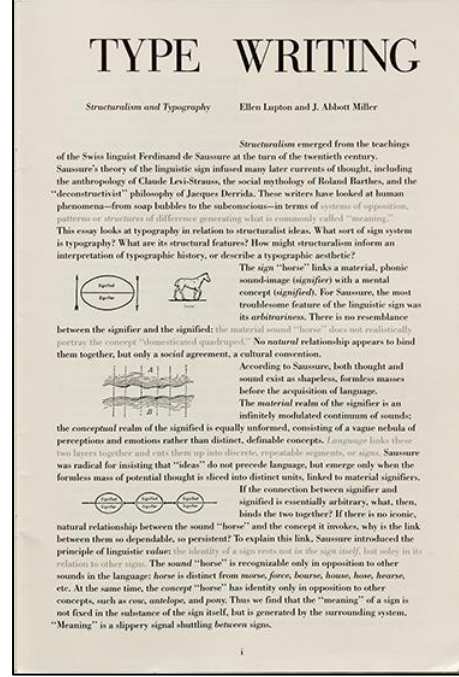 TYPE WRITING
Structuralism and Typography Ellen Lupton and J. Abbott Miller
Structuralism emerged from the teachings
of the Swiss linguist Ferdinand de Saussure at the turn of the twentieth century.
Saussure's theory of the linguistic sign infused many later currents of thought, including
the anthropology of Claude Levi-Strauss, the social mythology of Roland Barthes, and the
"deconstructivist" philosophy of Jacques Derrida. These writers have looked at human
phenomena—from soap bubbles to the subconscious—in terms of systems of opposition,
patterns or structures of difference generating what is commonly called "meaning."
This essay looks at typography in relation to structuralist ideas. What sort of sign system
is typography? What are its structural features? How might structuralism inform an
interpretation of typographic history, or describe a typographic aesthetic?
Signified
Signifier
The sign "horse" links a material, phonic
sound-image (signifier) with a mental
concept (signified). For Saussure, the most
troublesome feature of the linguistic sign was
its arbitrariness. There is no resemblance
between the signifier and the signified: the material sound "horse" does not realistically
portray the concept "domesticated quadruped." No natural relationship appears to bind
them together, but only a social agreement, a cultural convention.
A
B
According to Saussure, both thought and
sound exist as shapeless, formless masses
before the acquisition of language.
The material realm of the signifier is an
infinitely modulated continuum of sounds;
the conceptual realm of the signified is equally unformed, consisting of a vague nebula of
perceptions and emotions rather than distinct, definable concepts. Language links these
two layers together and cuts them up into discrete, repeatable segments, or signs. Saussure
was radical for insisting that "ideas" do not precede language, but emerge only when the
formless mass of potential thought is sliced into distinct units, linked to material signifiers.
Signified Signified Signified
Signifier Signifier Signifier
If the connection between signifier and
signified is essentially arbitrary, what, then,
binds the two together? If there is no iconic,
natural relationship between the sound "horse" and the concept it invokes, why is the link
between them so dependable, so persistent? To explain this link, Saussure introduced the
principle of linguistic value: the identity of a sign rests not in the sign itself, but soley in its
relation to other signs. The sound "horse" is recognizable only in opposition to other
sounds in the language: horse is distinct from morse, force, bourse, house, hose, hearse,
etc. At the same time, the concept "horse" has identity only in opposition to other
concepts, such as cow, antelope, and pony. Thus we find that the "meaning" of a sign is
not fixed in the substance of the sign itself, but is generated by the surrounding system.
"Meaning" is a slippery signal shuttling between signs.
i